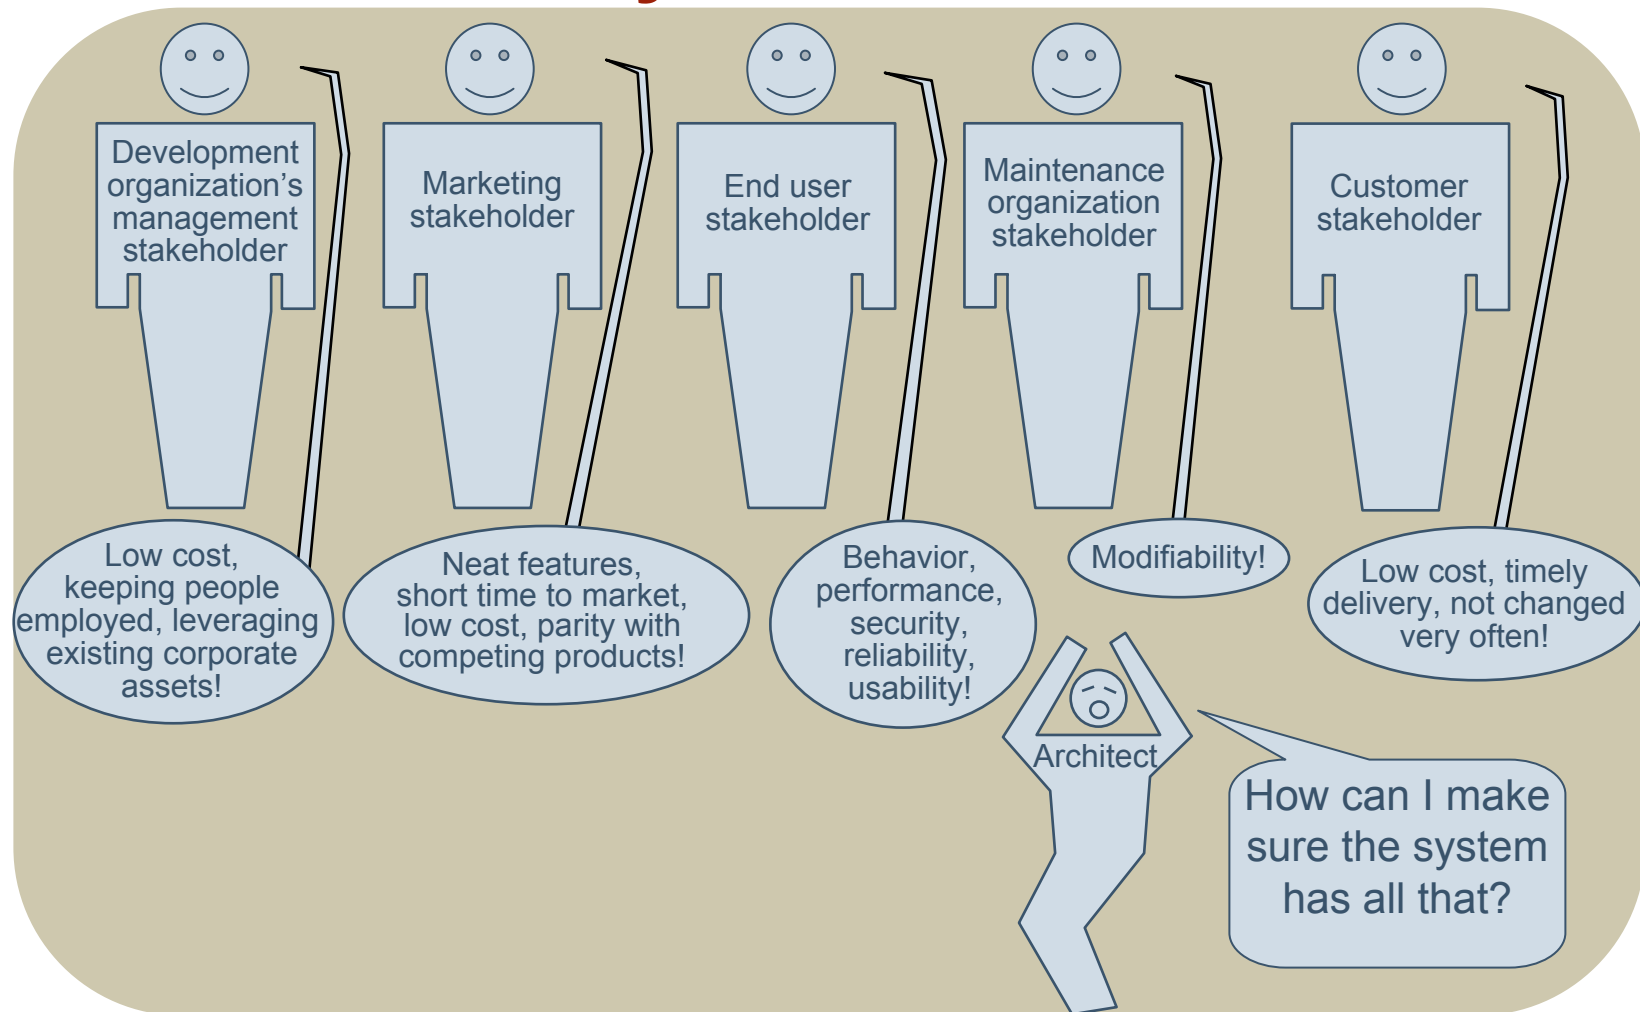 Development
organization’s
management
stakeholder
Marketing
stakeholder
End user
stakeholder
Maintenance
organization
stakeholder
Customer
stakeholder
Low cost,
keeping people
employed, leveraging
existing corporate
assets!
Neat features,
short time to market,
low cost, parity with
competing products!
Behavior,
performance,
security,
reliability,
usability!
Modifiability!
Low cost, timely
delivery, not changed
very often!
Architect
How can I make
sure the system
has all that?